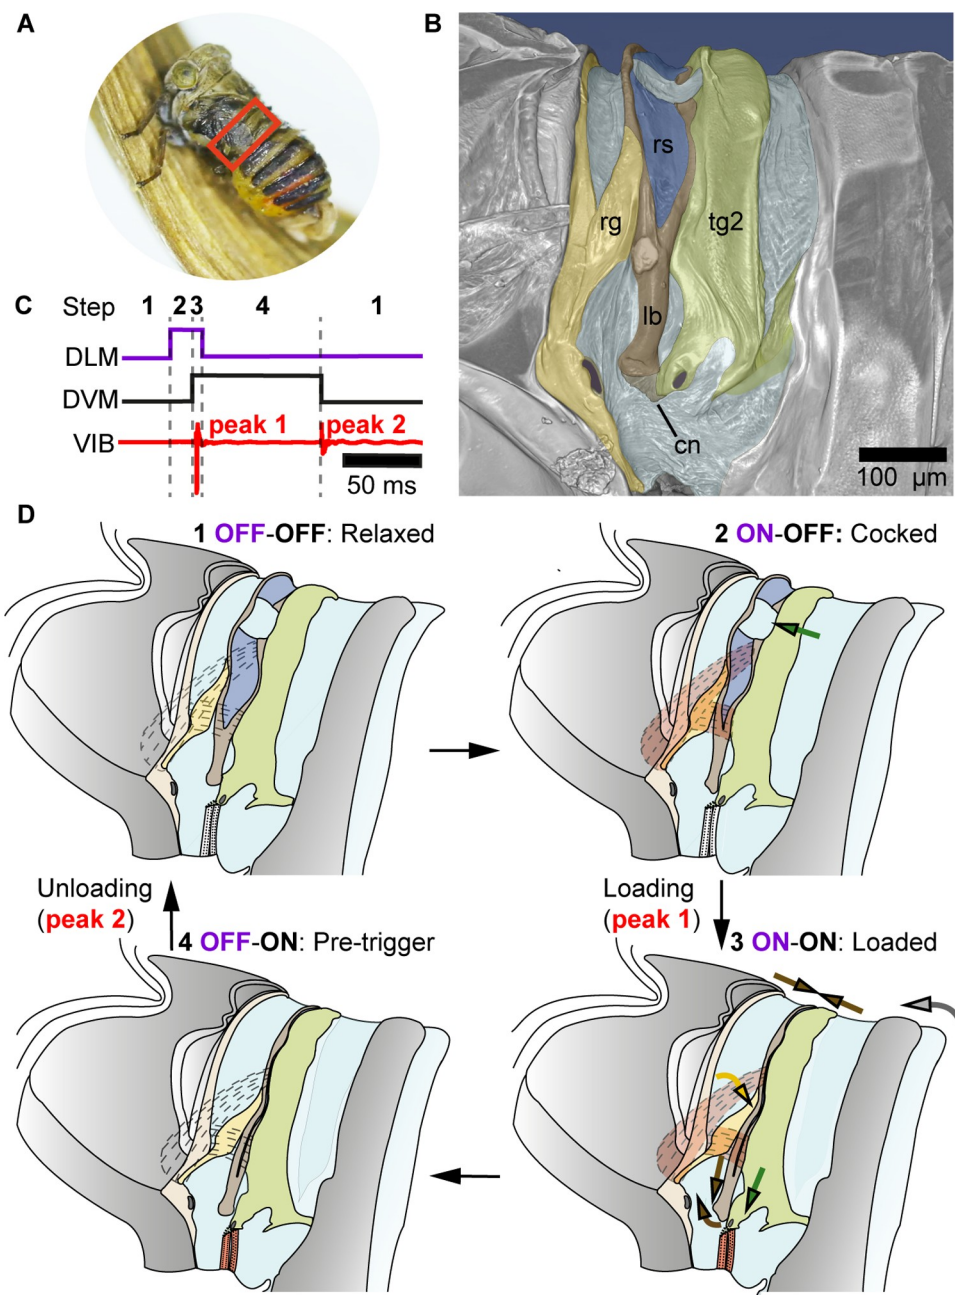 A
B
rs
rg
tg2
lb
cn
100 µm
C
Step 1 2 3 4 1
DLM
DVM
VIB
peak 1 peak 2
50 ms
D
1 OFF-OFF: Relaxed
2 ON-OFF: Cocked
Unloading
(peak 2)
Loading
(peak 1)
4 OFF-ON: Pre-trigger
3 ON-ON: Loaded